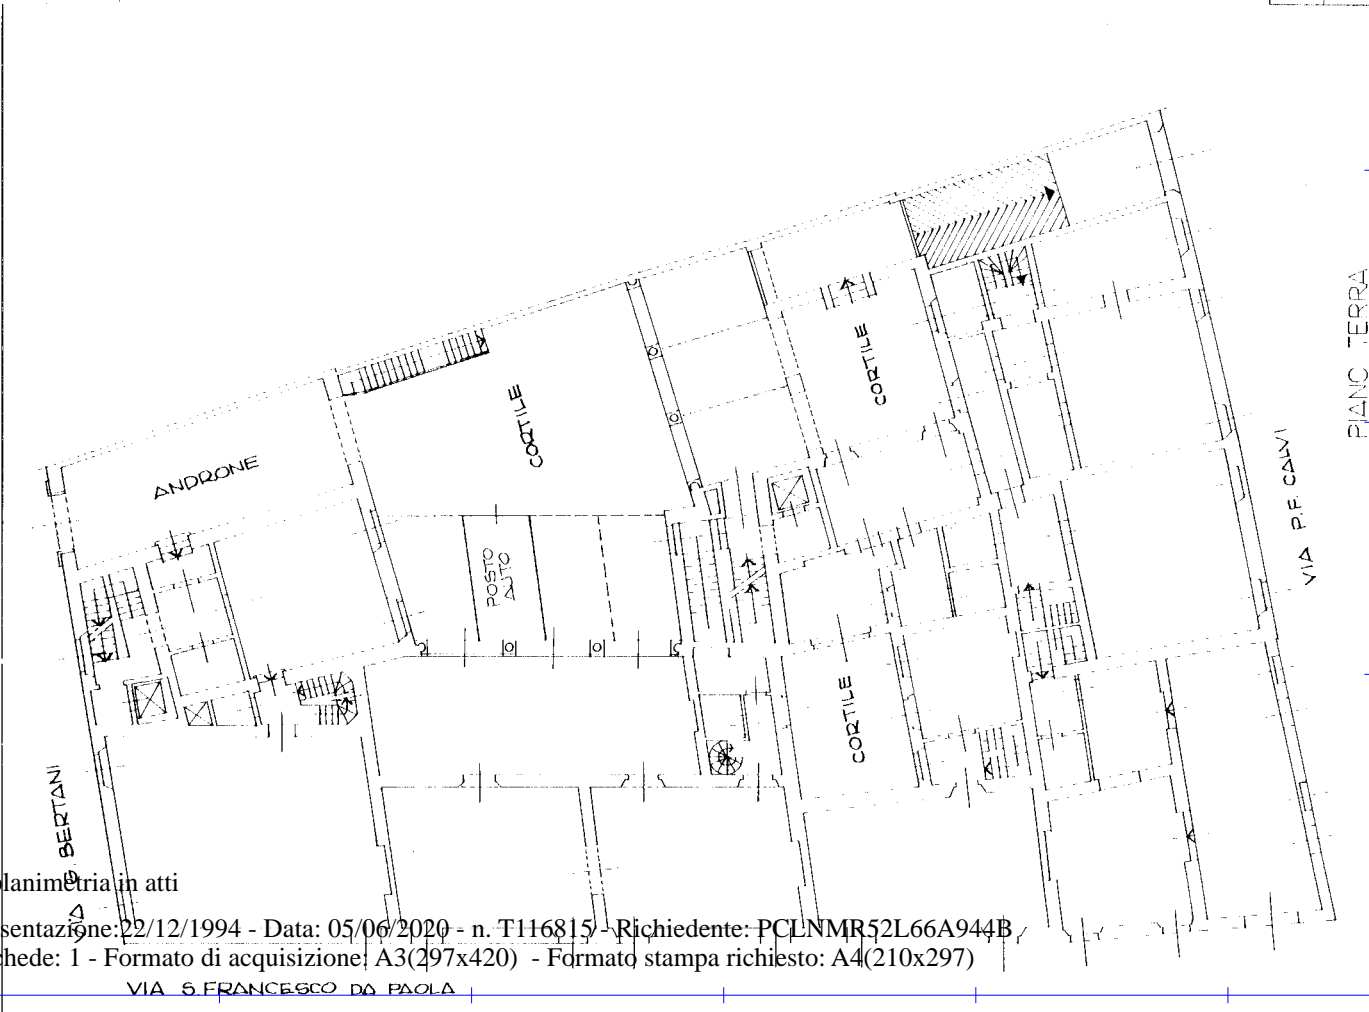 PIANO TERRA
CORTILE
CORTILE
ANDRONE
VIA P.F. CALVI
POSTO
AUTO
CORTILE
VIA G. BERTANI
planimetria in atti
sentazione:22/12/1994 - Data: 05/06/2020 - n. T116815 - Richiedente: PCLNMR52L66A944B
chede: 1 - Formato di acquisizione: A3(297x420) - Formato stampa richiesto: A4(210x297)
VIA S.FRANCESCO DA PAOLA